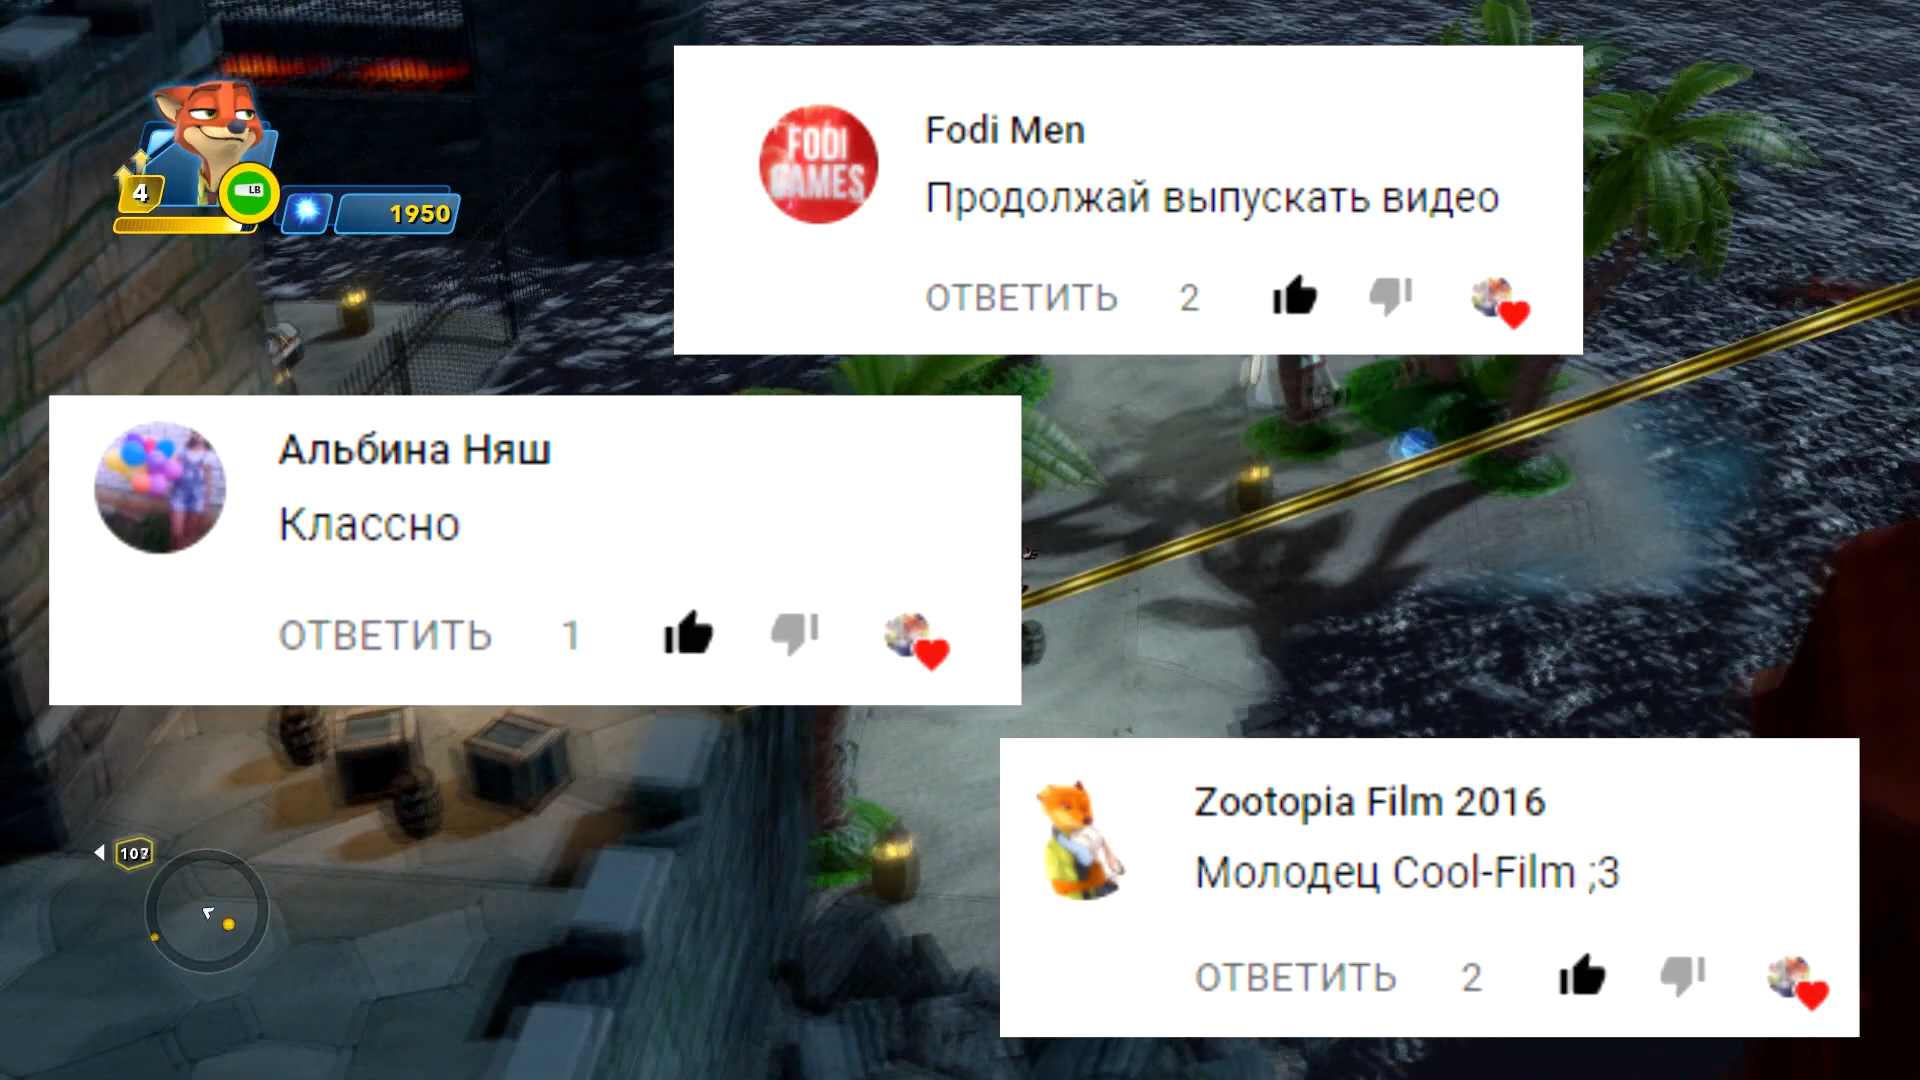 FODI
GAMES
Fodi Men
Продолжай выпускать видео
ОТВЕТИТЬ 2
4
LB
1950
Альбина Няш
Классно
ОТВЕТИТЬ 1
Zootopia Film 2016
Молодец Cool-Film ;3
ОТВЕТИТЬ 2